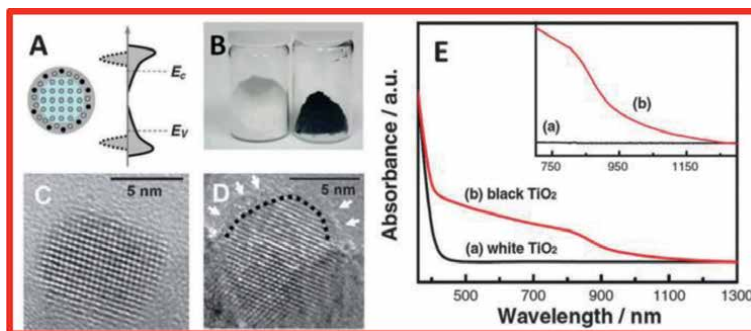 A
Ec
EV
B
C
5 nm
D
5 nm
E
Absorbance / a.u.
(b)
(a)
750 950 1150
(b) black TiO2
(a) white TiO2
500 700 900 1100 1300
Wavelength / nm